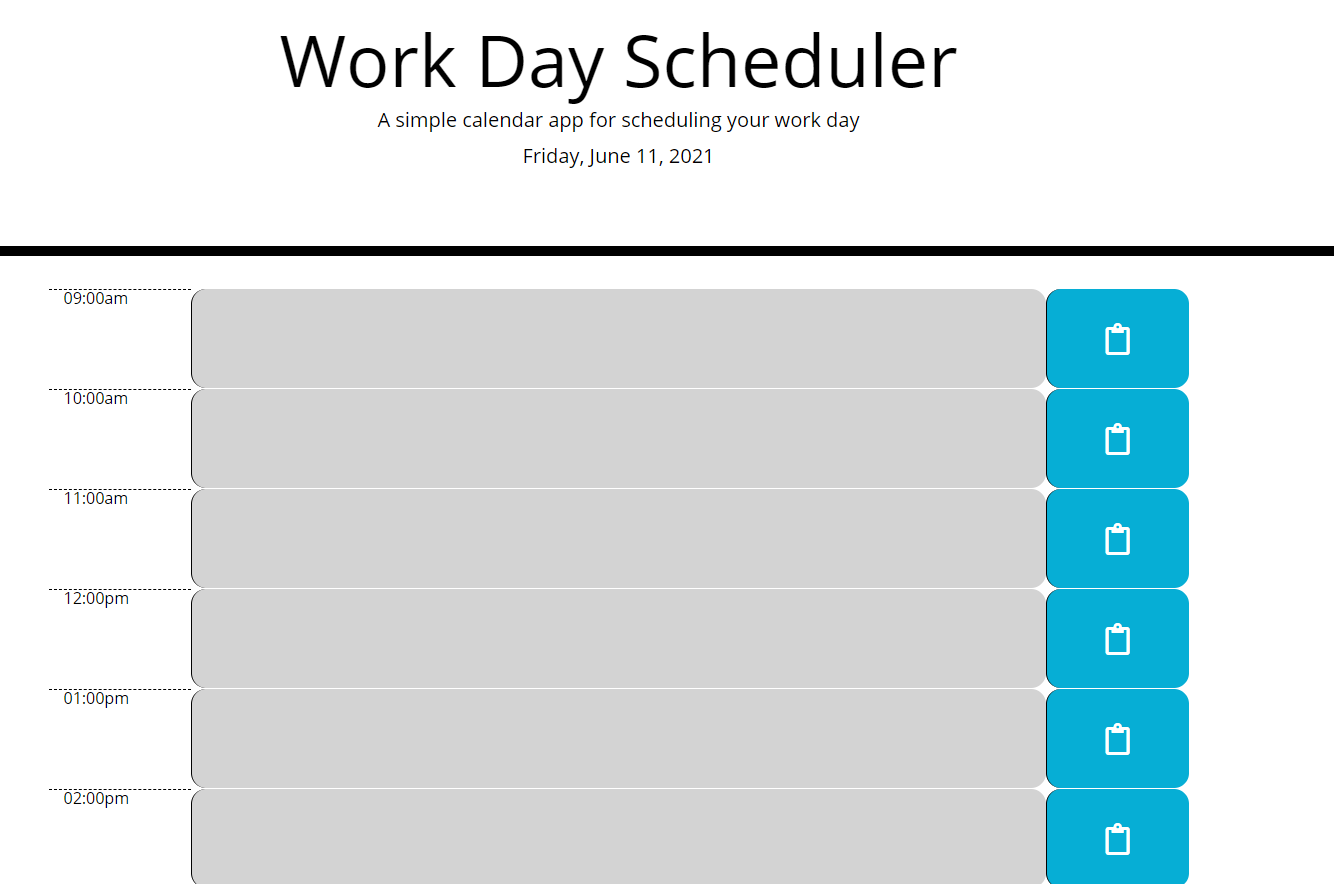 Work Day Scheduler
A simple calendar app for scheduling your work day
Friday, June 11, 2021
09:00am
10:00am
11:00am
12:00pm
01:00pm
02:00pm